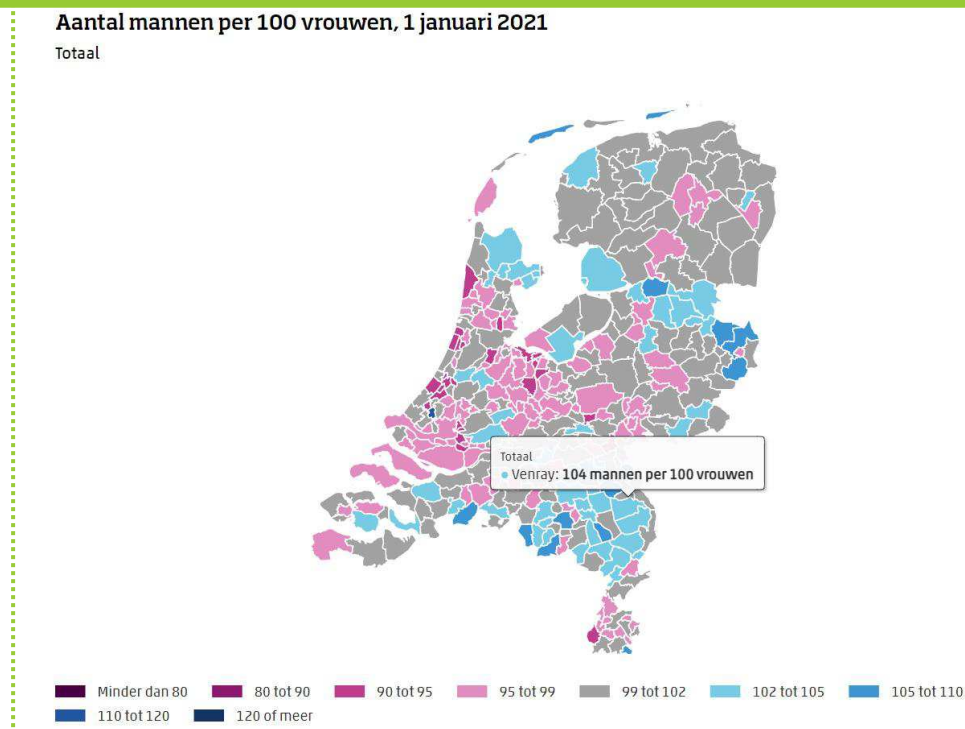 Aantal mannen per 100 vrouwen, 1 januari 2021
Totaal
Totaal
Venray: 104 mannen per 100 vrouwen
Minder dan 80 80 tot 90 90 tot 95 95 tot 99 99 tot 102 102 tot 105 105 tot 110
110 tot 120 120 of meer